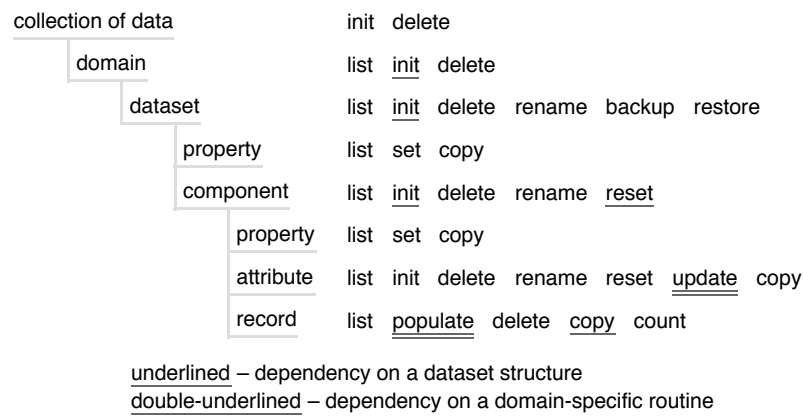 collection of data init delete
domain list init delete
dataset list init delete rename backup restore
property list set copy
component list init delete rename reset
property list set copy
attribute list init delete rename reset update copy
record list populate delete copy count
underlined – dependency on a dataset structure
double-underlined – dependency on a domain-specific routine